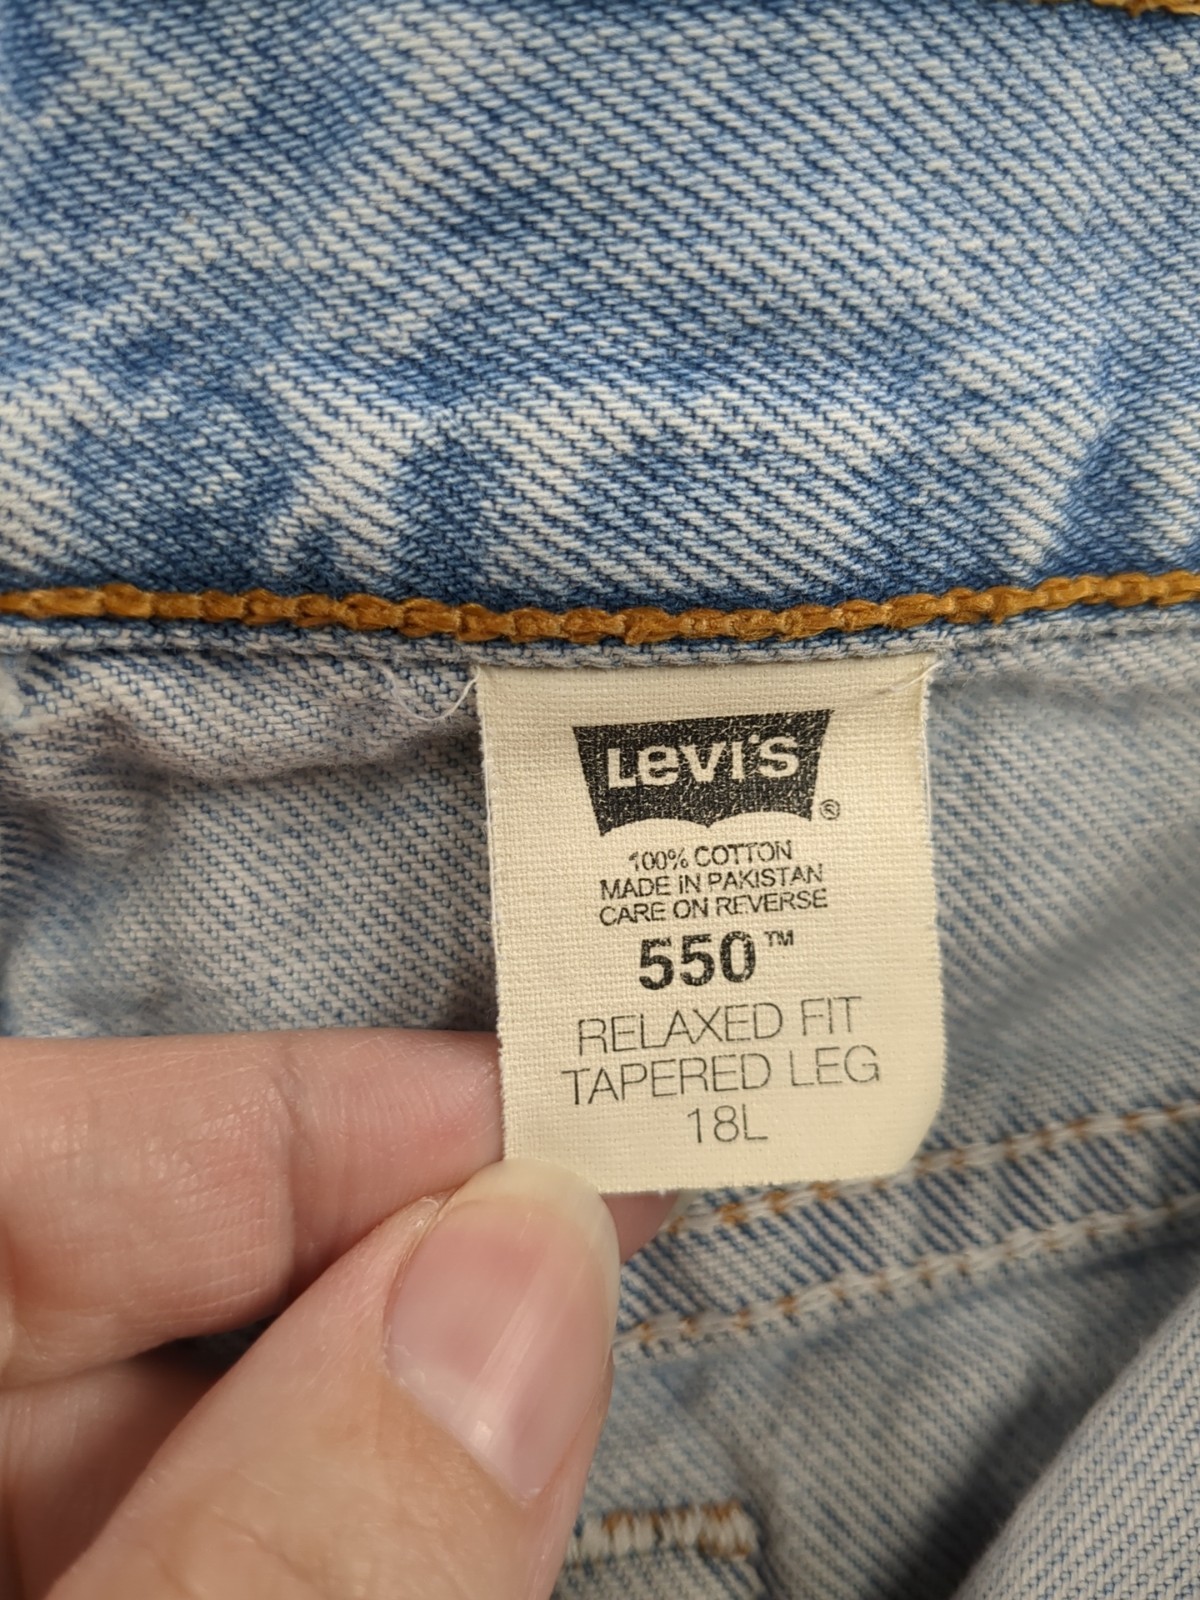 Levi's®
100% COTTON
MADE IN PAKISTAN
CARE ON REVERSE
550™
RELAXED FIT
TAPERED LEG
18L